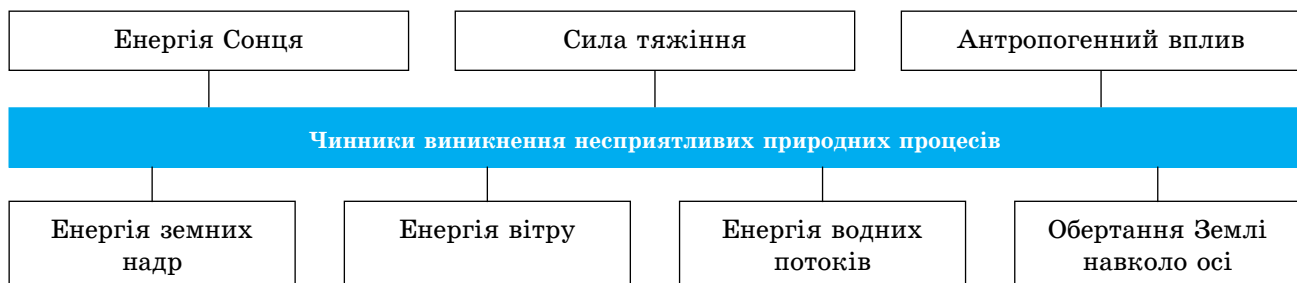 Енергія Сонця
Сила тяжіння
Антропогенний вплив
Чинники виникнення несприятливих природних процесів
Енергія земних
надр
Енергія вітру
Енергія водних
потоків
Обертання Землі
навколо осі